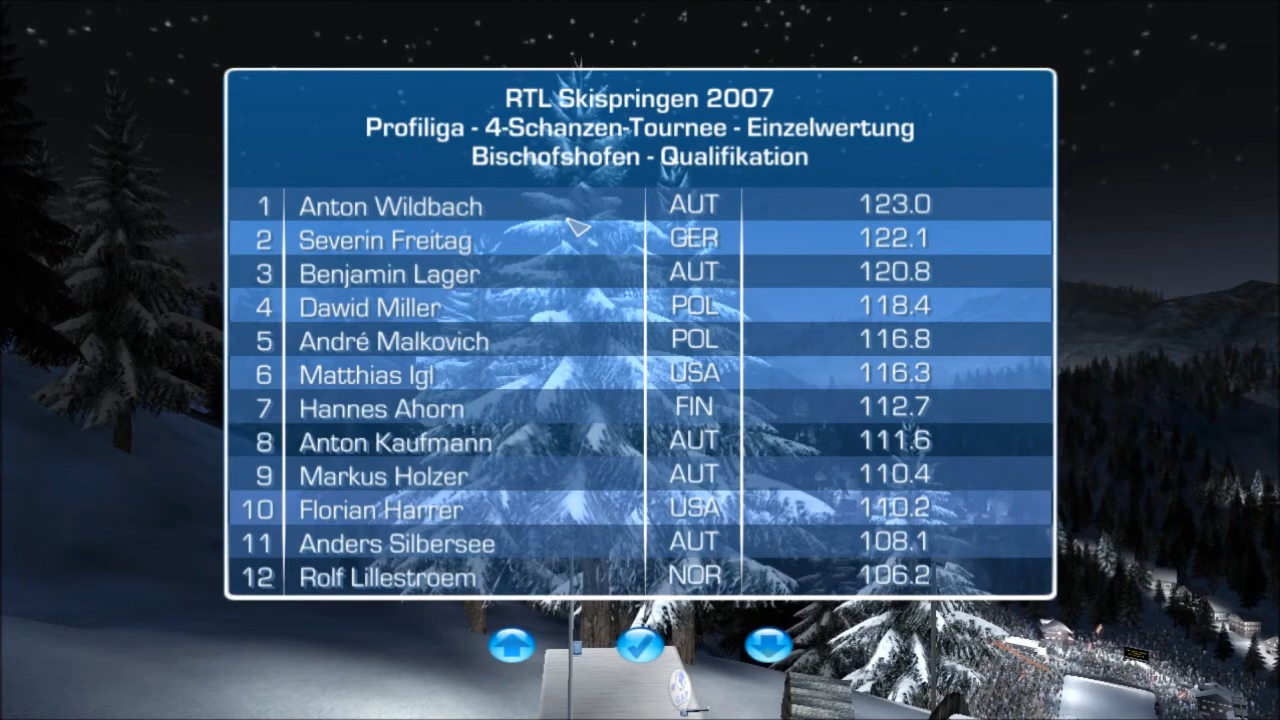 RTL Skispringen 2007
Profiliga - 4-Schanzen-Tournee - Einzelwertung
Bischofshofen - Qualifikation
1 Anton Wildbach AUT 123.0
2 Severin Freitag GER 122.1
3 Benjamin Lager AUT 120.8
4 Dawid Miller POL 118.4
5 André Malkovich POL 116.8
6 Matthias Igl USA 116.3
7 Hannes Ahorn FIN 112.7
8 Anton Kaufmann AUT 111.6
9 Markus Holzer AUT 110.4
10 Florian Harrer USA 110.2
11 Anders Silbersee AUT 108.1
12 Rolf Lillestroem NOR 106.2